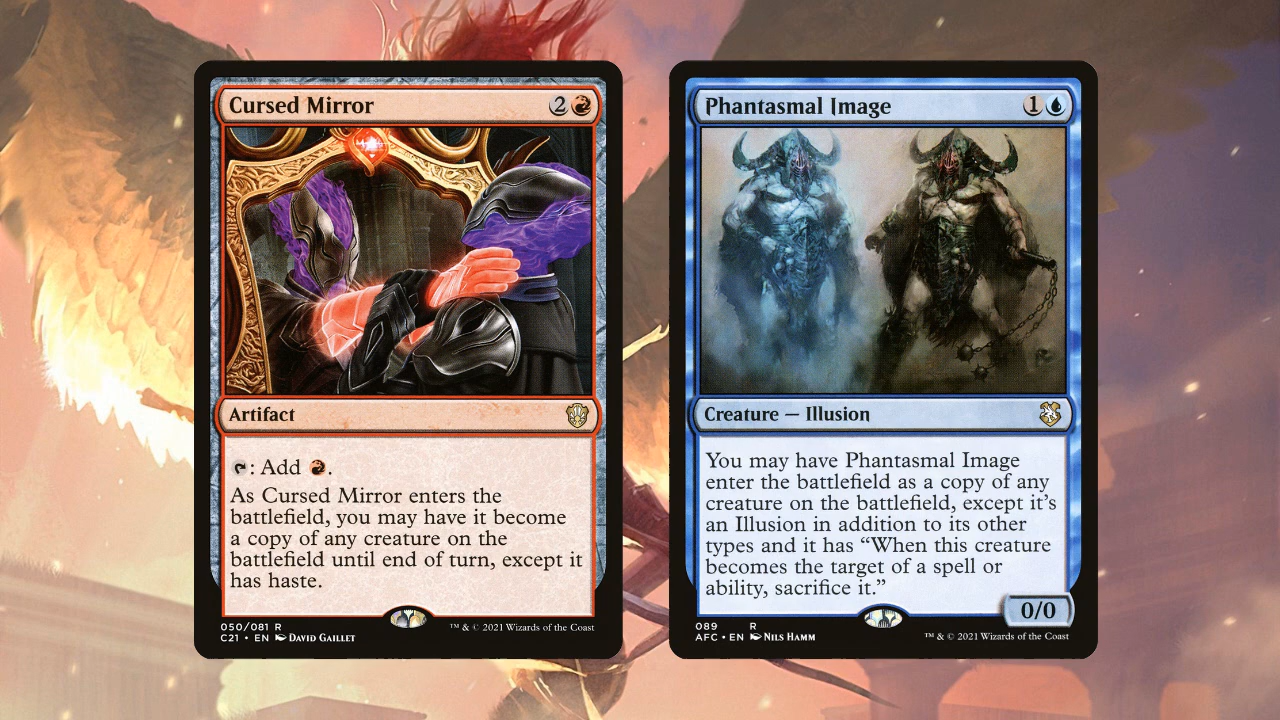 Cursed Mirror 2
Artifact
: Add .
As Cursed Mirror enters the
battlefield, you may have it become
a copy of any creature on the
battlefield until end of turn, except it
has haste.
050/081 R
C21 • EN DAVID GAILLET
™ & © 2021 Wizards of the Coast
Phantasmal Image 1
Creature — Illusion
You may have Phantasmal Image
enter the battlefield as a copy of any
creature on the battlefield, except it's
an Illusion in addition to its other
types and it has “When this creature
becomes the target of a spell or
ability, sacrifice it.”
0/0
089 R
AFC • EN NILS HAMM
™ & © 2021 Wizards of the Coast